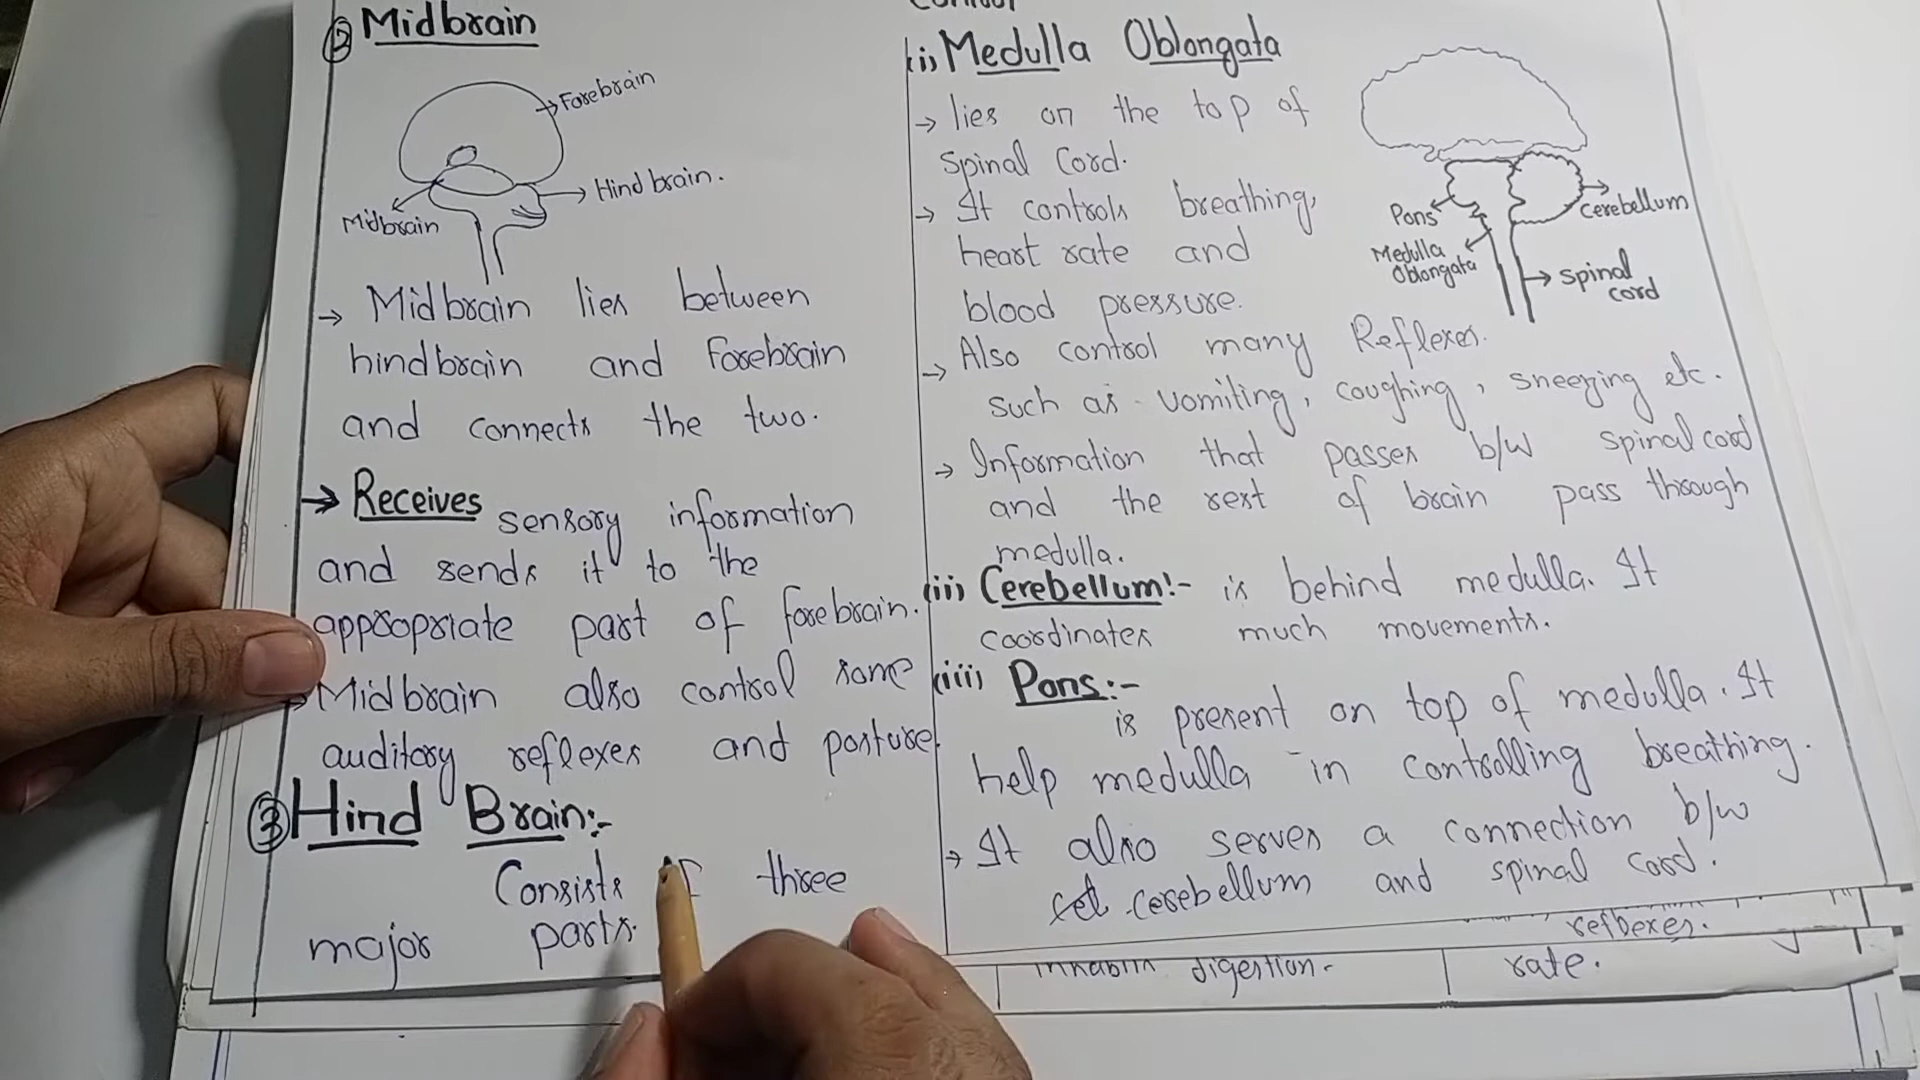 ② Midbrain
Forebrain
Hindbrain.
Midbrain
→ Midbrain lies between
hindbrain and Forebrain
and connects the two.
→ Receives sensory information
and sends it to the
appropriate part of forebrain.
→ Midbrain also control some
auditory reflexes and posture.
③ Hind Brain:-
Consists of three
major parts.
(i) Medulla Oblongata
→ lies on the top of
Spinal Cord.
→ It controls breathing,
heart rate and
blood pressure.
→ Also control many Reflexes.
such as vomiting, coughing, sneezing etc.
→ Information that passes b/w spinal cord
and the rest of brain pass through
medulla.
Pons
Cerebellum
Medulla
Oblongata
Spinal
cord
(ii) Cerebellum:- is behind medulla. It
coordinates much movements.
(iii) Pons:-
is present on top of medulla. It
help medulla in controlling breathing.
→ It also serves a connection b/w
cerebellum and spinal cord.
reflexes.
digestion.
rate.